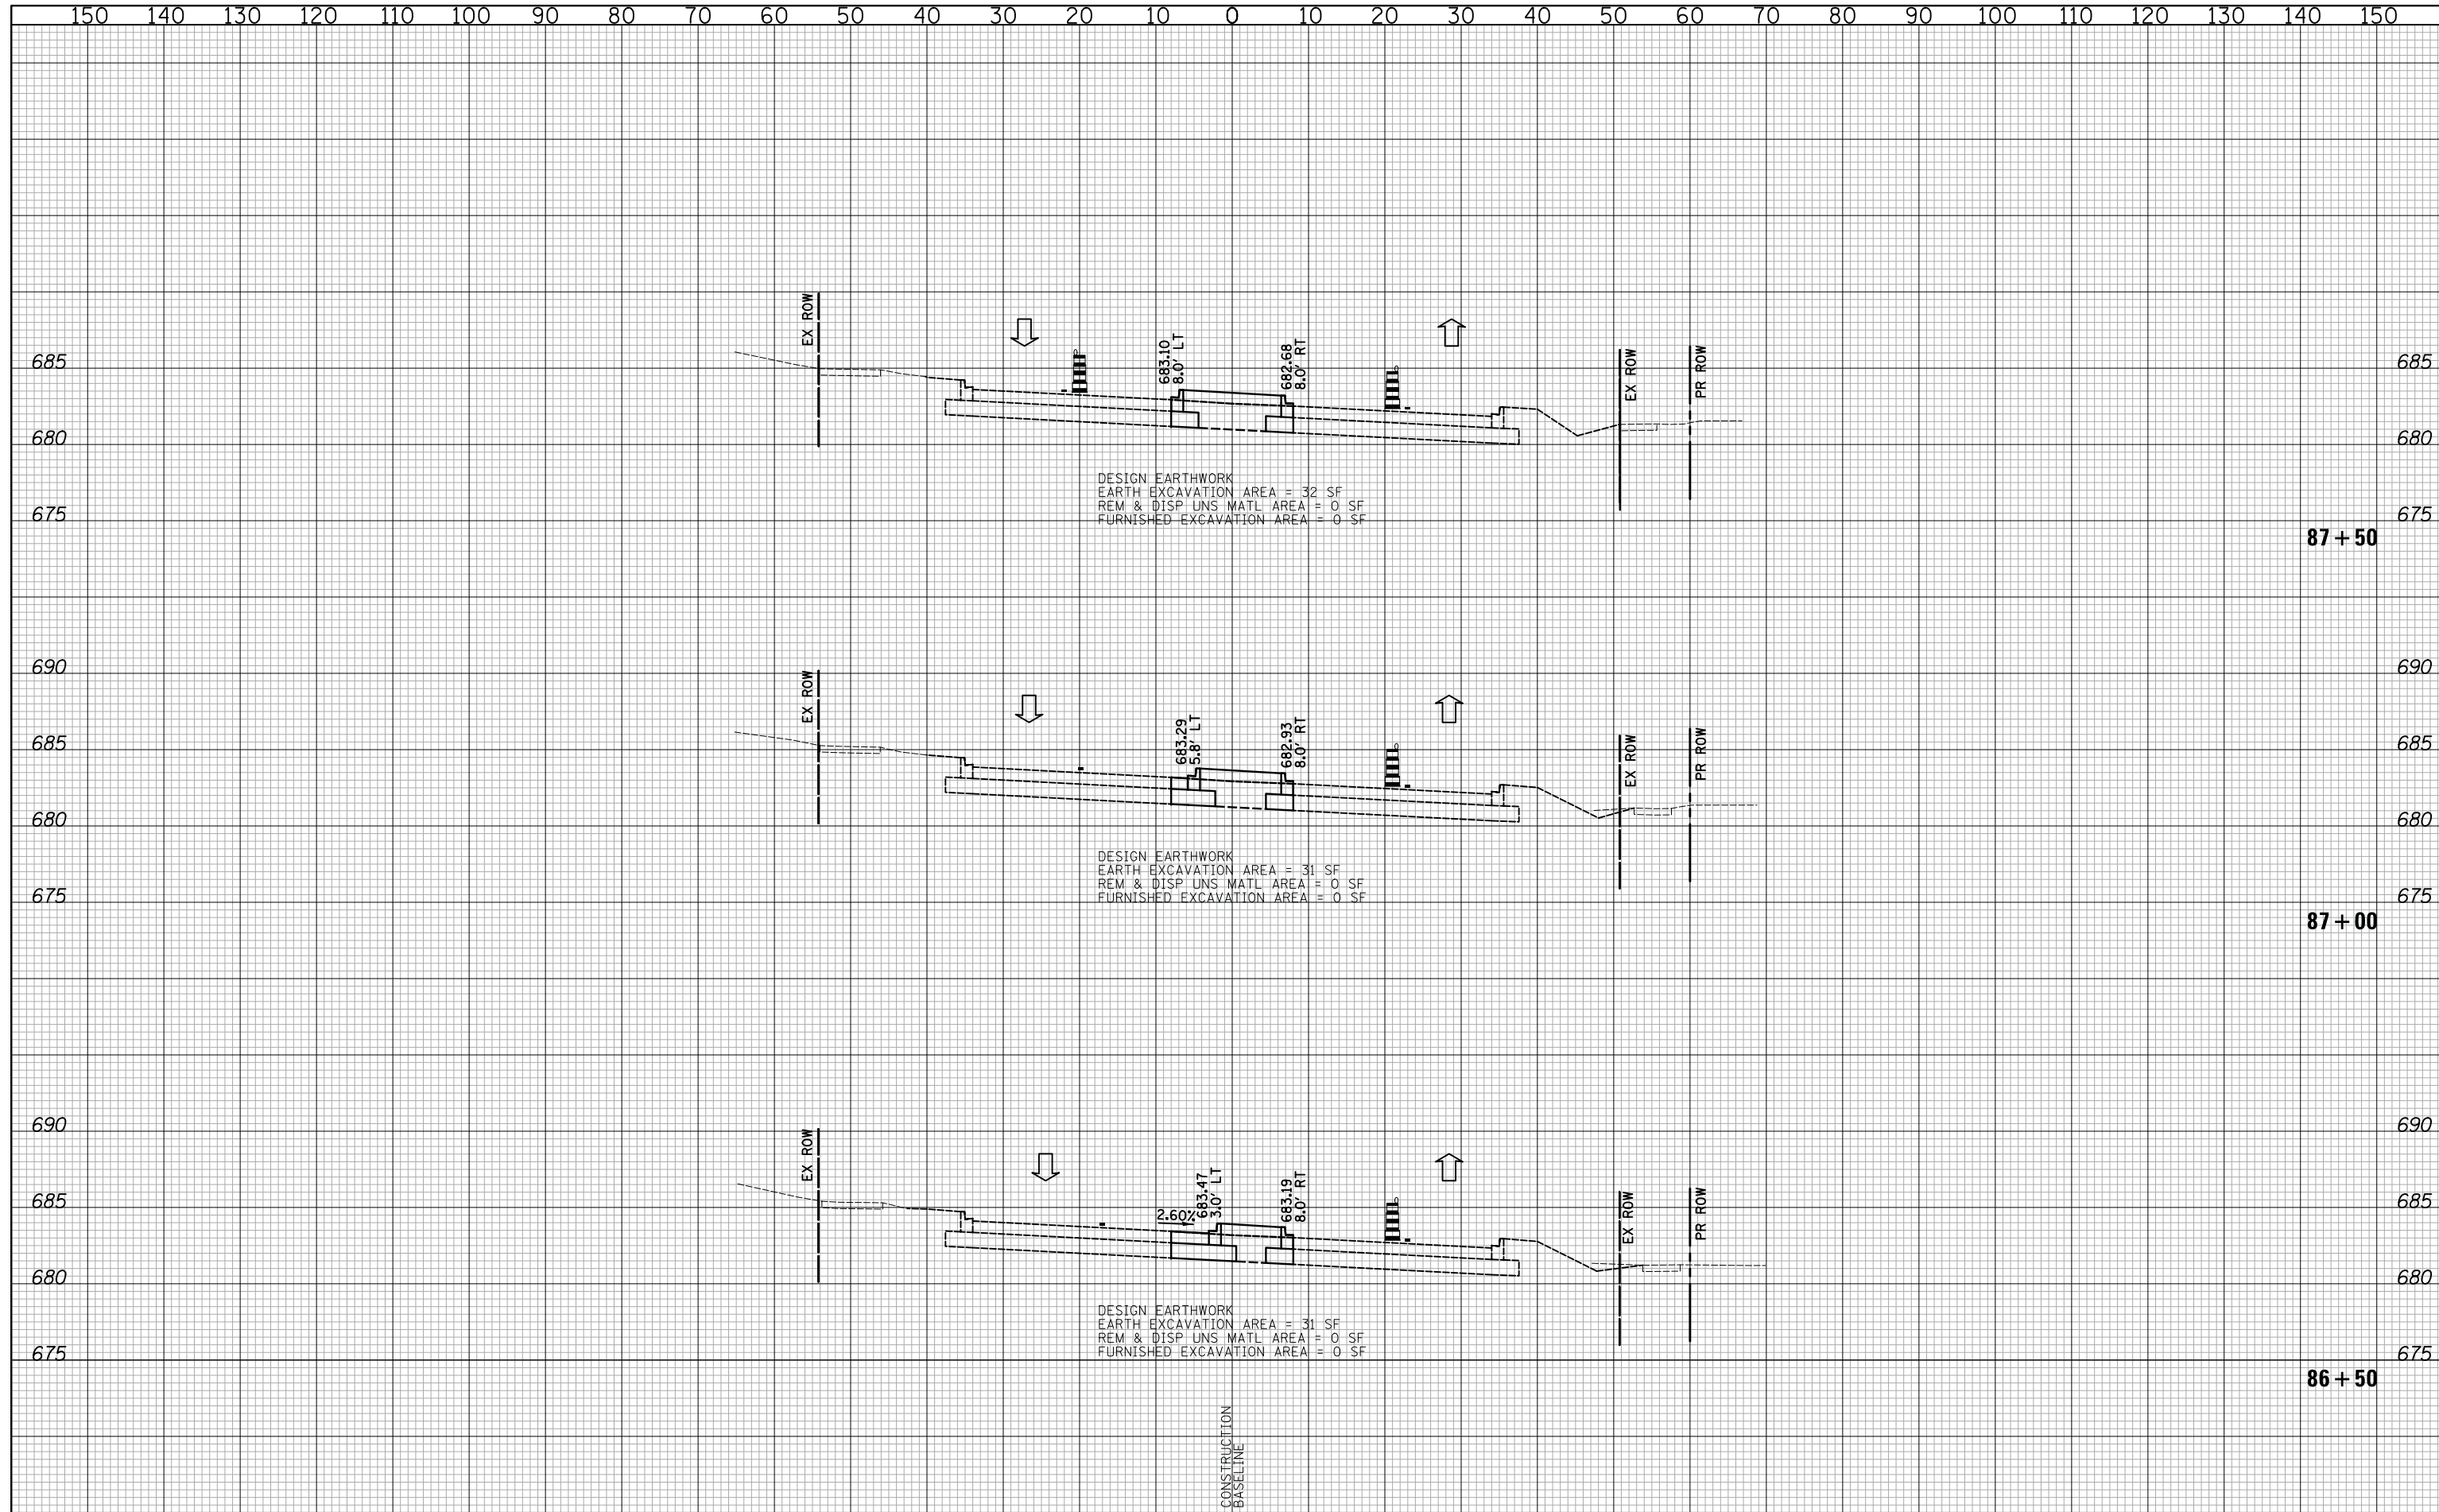 150 140 130 120 110 100 90 80 70 60 50 40 30 20 10 0 10 20 30 40 50 60 70 80 90 100 110 120 130 140 150
EX ROW
683.10
8.0' LT
682.68
8.0' RT
EX ROW
PR ROW
685 685
680 680
DESIGN EARTHWORK
EARTH EXCAVATION AREA = 32 SF
REM & DISP UNS MATL AREA = 0 SF
FURNISHED EXCAVATION AREA = 0 SF
675 675
87+50
690 690
EX ROW
683.29
5.8' LT
682.93
8.0' RT
EX ROW
PR ROW
685 685
680 680
DESIGN EARTHWORK
EARTH EXCAVATION AREA = 31 SF
REM & DISP UNS MATL AREA = 0 SF
FURNISHED EXCAVATION AREA = 0 SF
675 675
87+00
690 690
EX ROW
2.60%
683.47
3.0' LT
683.19
8.0' RT
EX ROW
PR ROW
685 685
680 680
DESIGN EARTHWORK
EARTH EXCAVATION AREA = 31 SF
REM & DISP UNS MATL AREA = 0 SF
FURNISHED EXCAVATION AREA = 0 SF
675 675
86+50
CONSTRUCTION
BASELINE